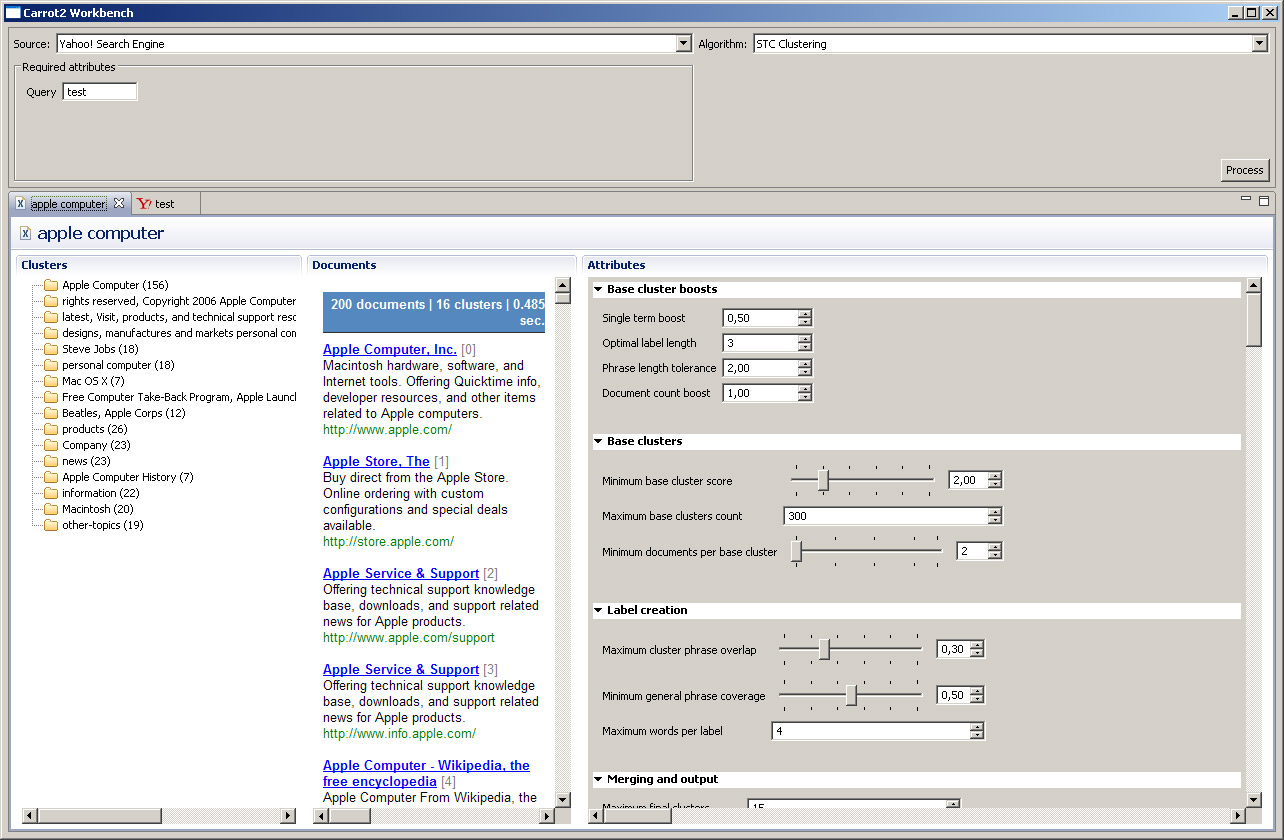 Carrot2 Workbench
Source: Yahoo! Search Engine
Algorithm: STC Clustering
Required attributes
Query test
Process
apple computer
Y! test
apple computer
Clusters
Apple Computer (156)
rights reserved, Copyright 2006 Apple Computer
latest, Visit, products, and technical support
designs, manufactures and markets personal
Steve Jobs (18)
personal computer (18)
Mac OS X (7)
Free Computer Take-Back Program, Apple
Beatles, Apple Corps (12)
products (26)
Company (23)
news (23)
Apple Computer History (7)
information (22)
Macintosh (20)
other-topics (19)
Documents
200 documents | 16 clusters | 0.485
sec.
Apple Computer, Inc. [0]
Macintosh hardware, software, and
Internet tools. Offering Quicktime info,
developer resources, and other items
related to Apple computers.
http://www.apple.com/
Apple Store, The [1]
Buy direct from the Apple Store.
Online ordering with custom
configurations and special deals
available.
http://store.apple.com/
Apple Service & Support [2]
Offering technical support knowledge
base, downloads, and support related
news for Apple products.
http://www.apple.com/support
Apple Service & Support [3]
Offering technical support knowledge
base, downloads, and support related
news for Apple products.
http://www.info.apple.com/
Apple Computer - Wikipedia, the
free encyclopedia [4]
Apple Computer From Wikipedia, the
Attributes
Base cluster boosts
Single term boost 0,50
Optimal label length 3
Phrase length tolerance 2,00
Document count boost 1,00
Base clusters
Minimum base cluster score 2,00
Maximum base clusters count 300
Minimum documents per base cluster 2
Label creation
Maximum cluster phrase overlap 0,30
Minimum general phrase coverage 0,50
Maximum words per label 4
Merging and output
Maximum final clusters 15